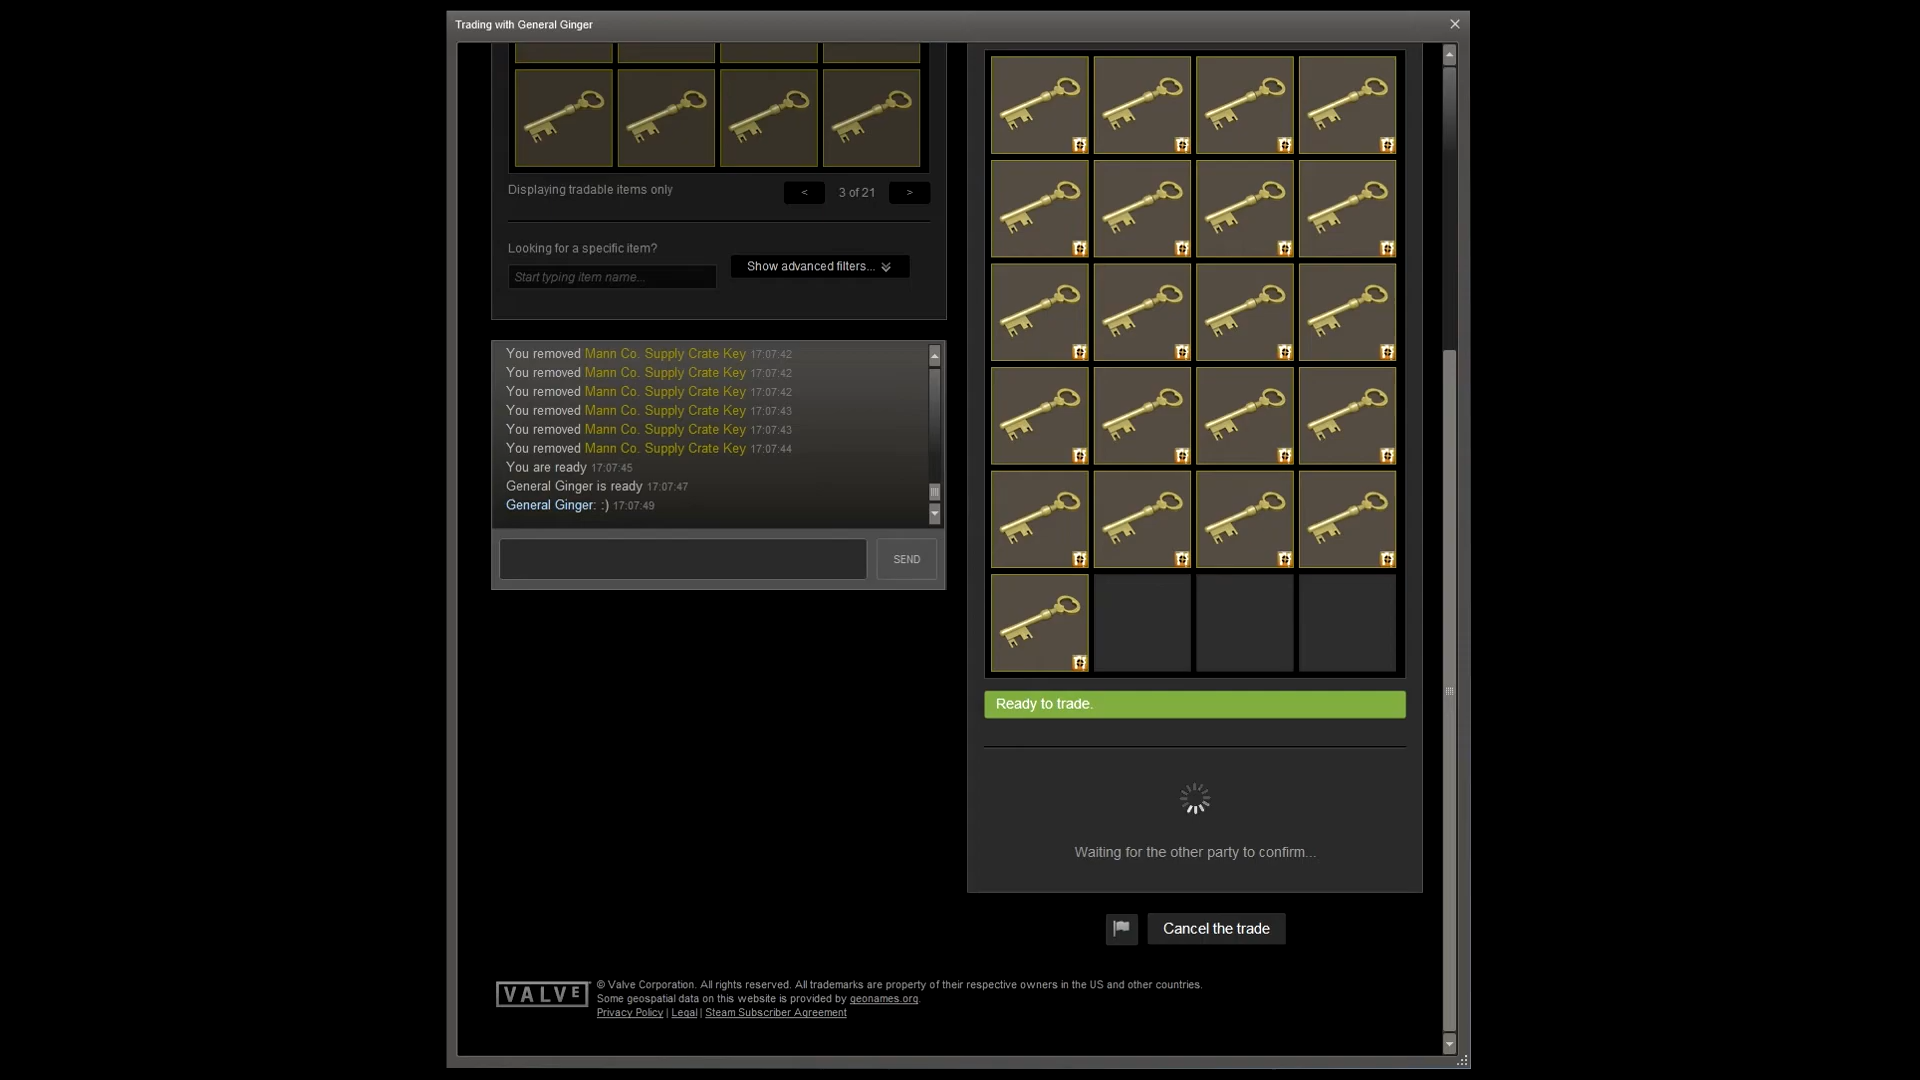 Trading with General Ginger
Displaying tradable items only
< 3 of 21 >
Looking for a specific item?
Start typing item name...
Show advanced filters...
You removed Mann Co. Supply Crate Key 17:07:42
You removed Mann Co. Supply Crate Key 17:07:42
You removed Mann Co. Supply Crate Key 17:07:42
You removed Mann Co. Supply Crate Key 17:07:43
You removed Mann Co. Supply Crate Key 17:07:43
You removed Mann Co. Supply Crate Key 17:07:44
You are ready 17:07:45
General Ginger is ready 17:07:47
General Ginger: :) 17:07:49
SEND
Ready to trade.
Waiting for the other party to confirm...
Cancel the trade
VALVE
© Valve Corporation. All rights reserved. All trademarks are property of their respective owners in the US and other countries.
Some geospatial data on this website is provided by geonames.org.
Privacy Policy | Legal | Steam Subscriber Agreement